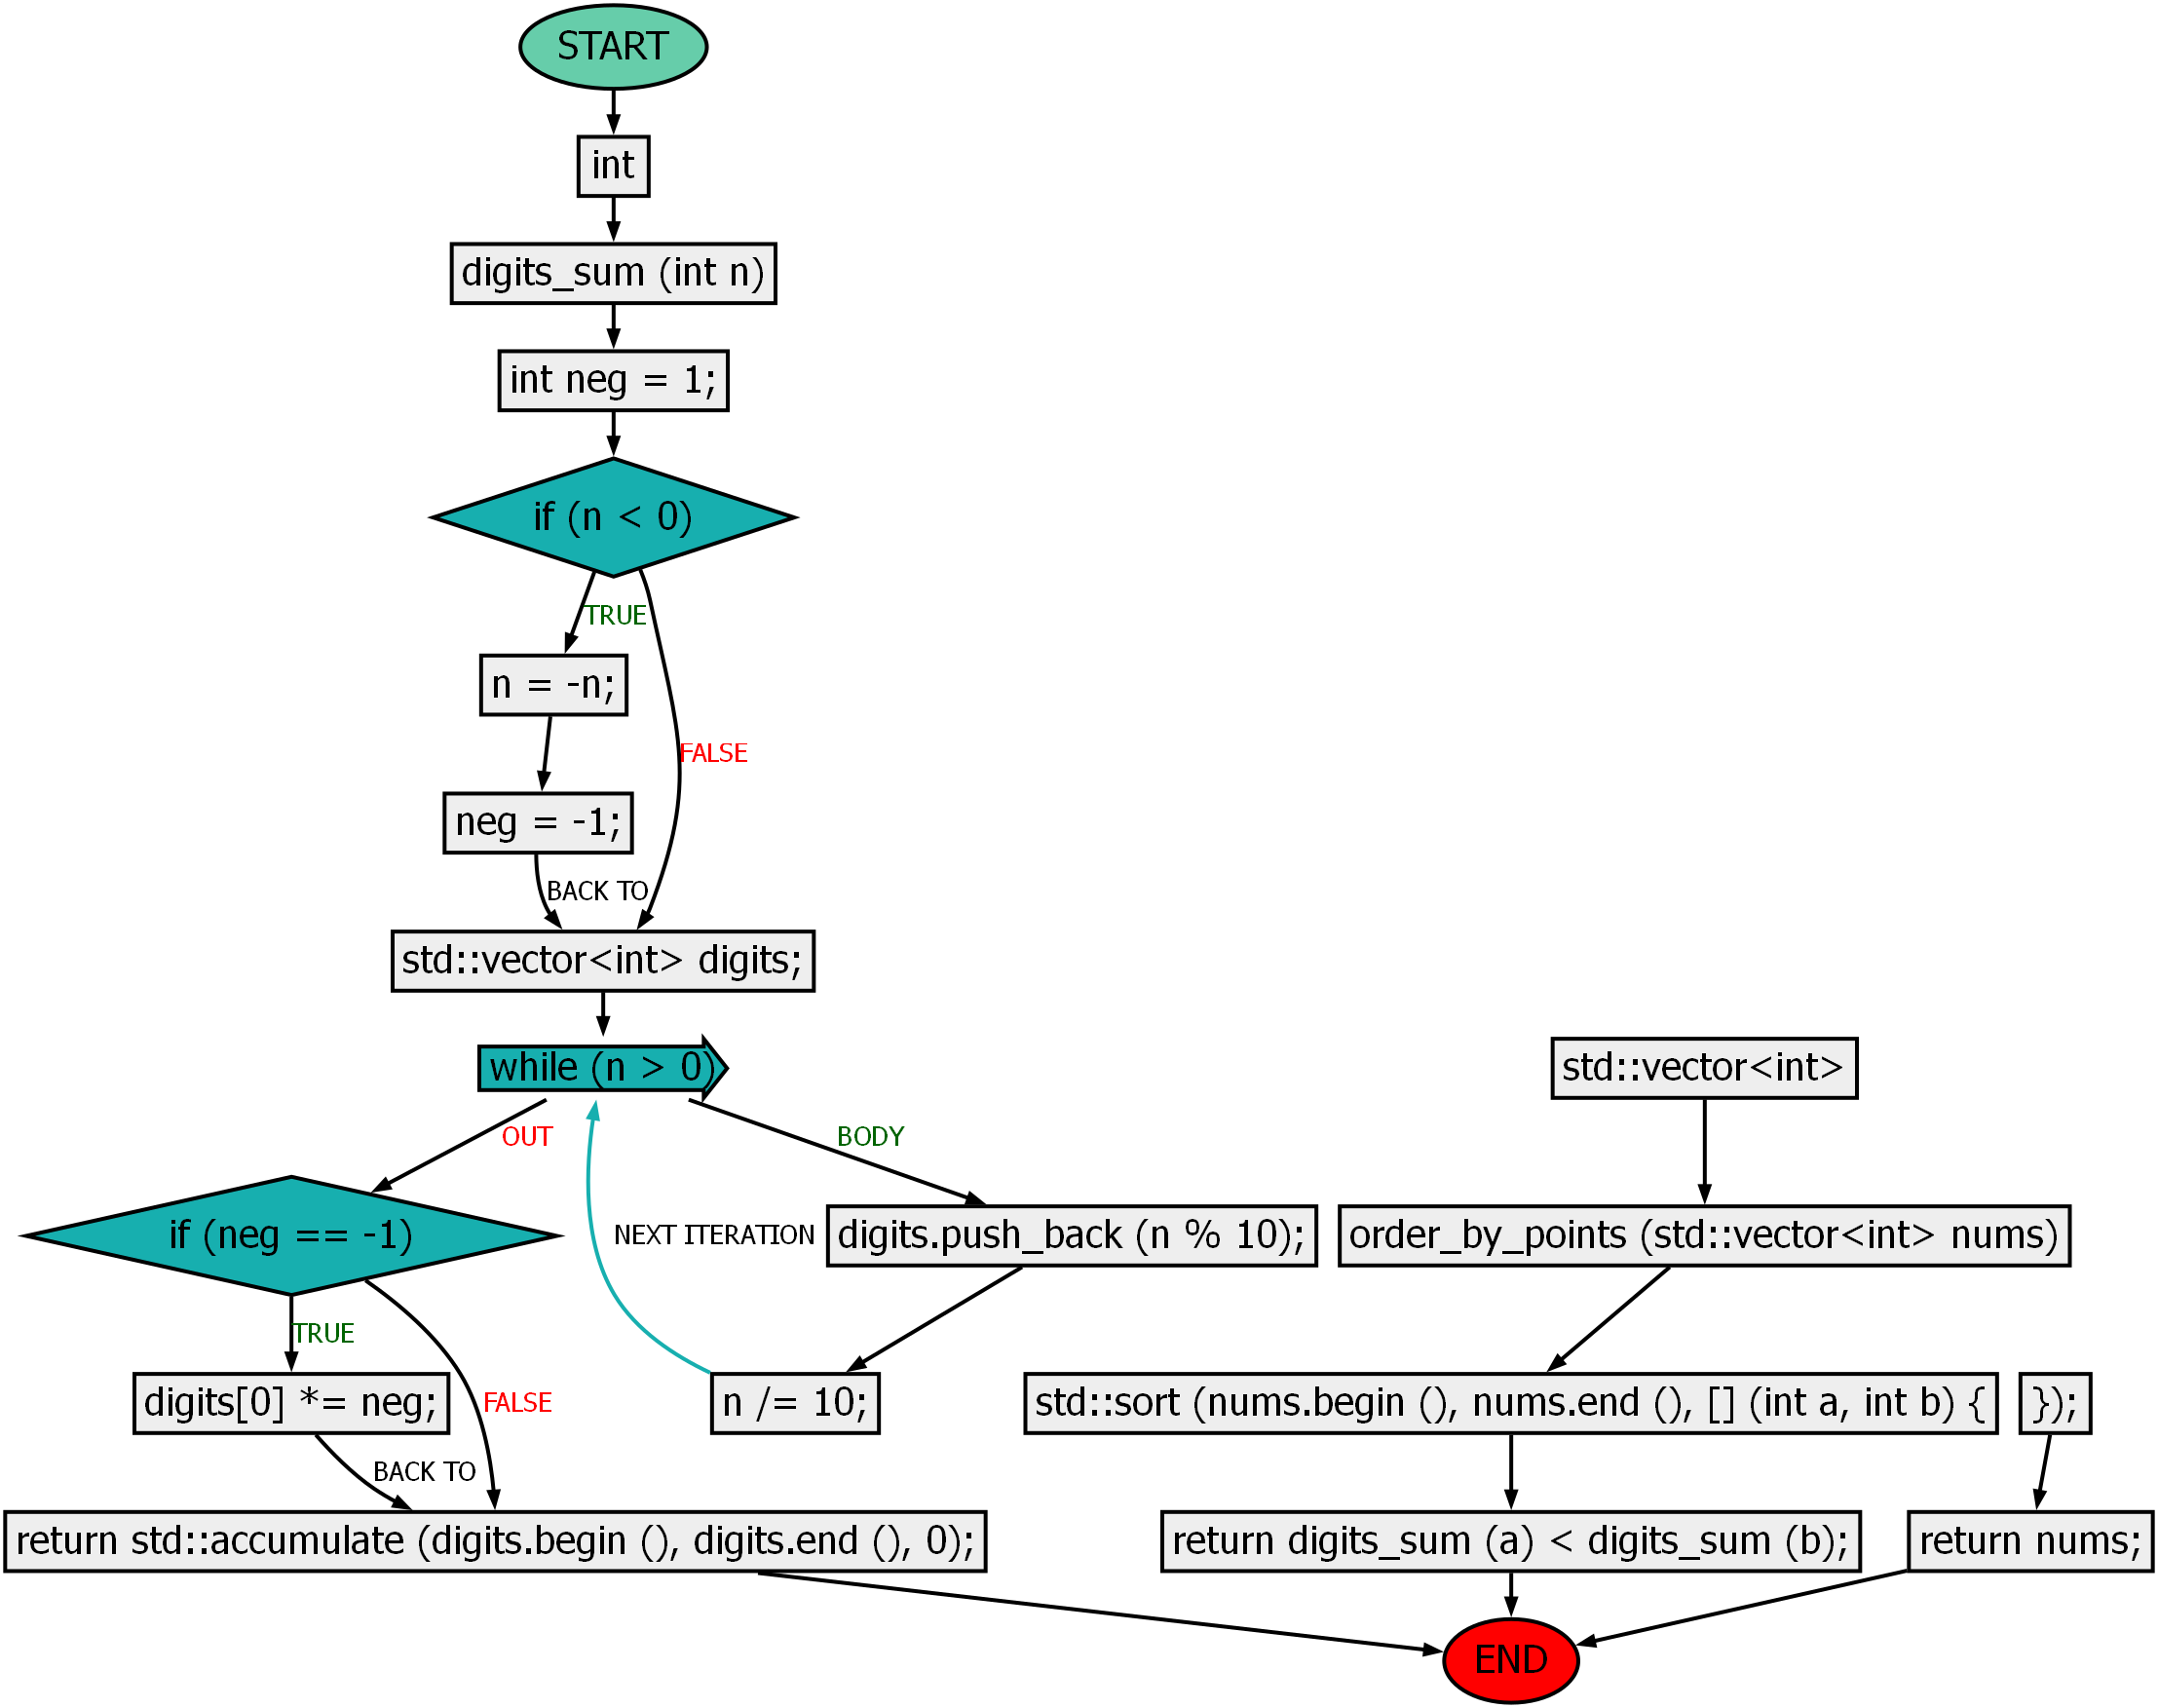 START
int
digits_sum (int n)
int neg = 1;
if (n < 0)
TRUE
n = -n;
FALSE
neg = -1;
BACK TO
std::vector<int> digits;
while (n > 0)
std::vector<int>
OUT
BODY
if (neg == -1)
NEXT ITERATION
digits.push_back (n % 10);
order_by_points (std::vector<int> nums)
TRUE
digits[0] *= neg;
FALSE
n /= 10;
std::sort (nums.begin (), nums.end (), [] (int a, int b) {
});
BACK TO
return std::accumulate (digits.begin (), digits.end (), 0);
return digits_sum (a) < digits_sum (b);
return nums;
END